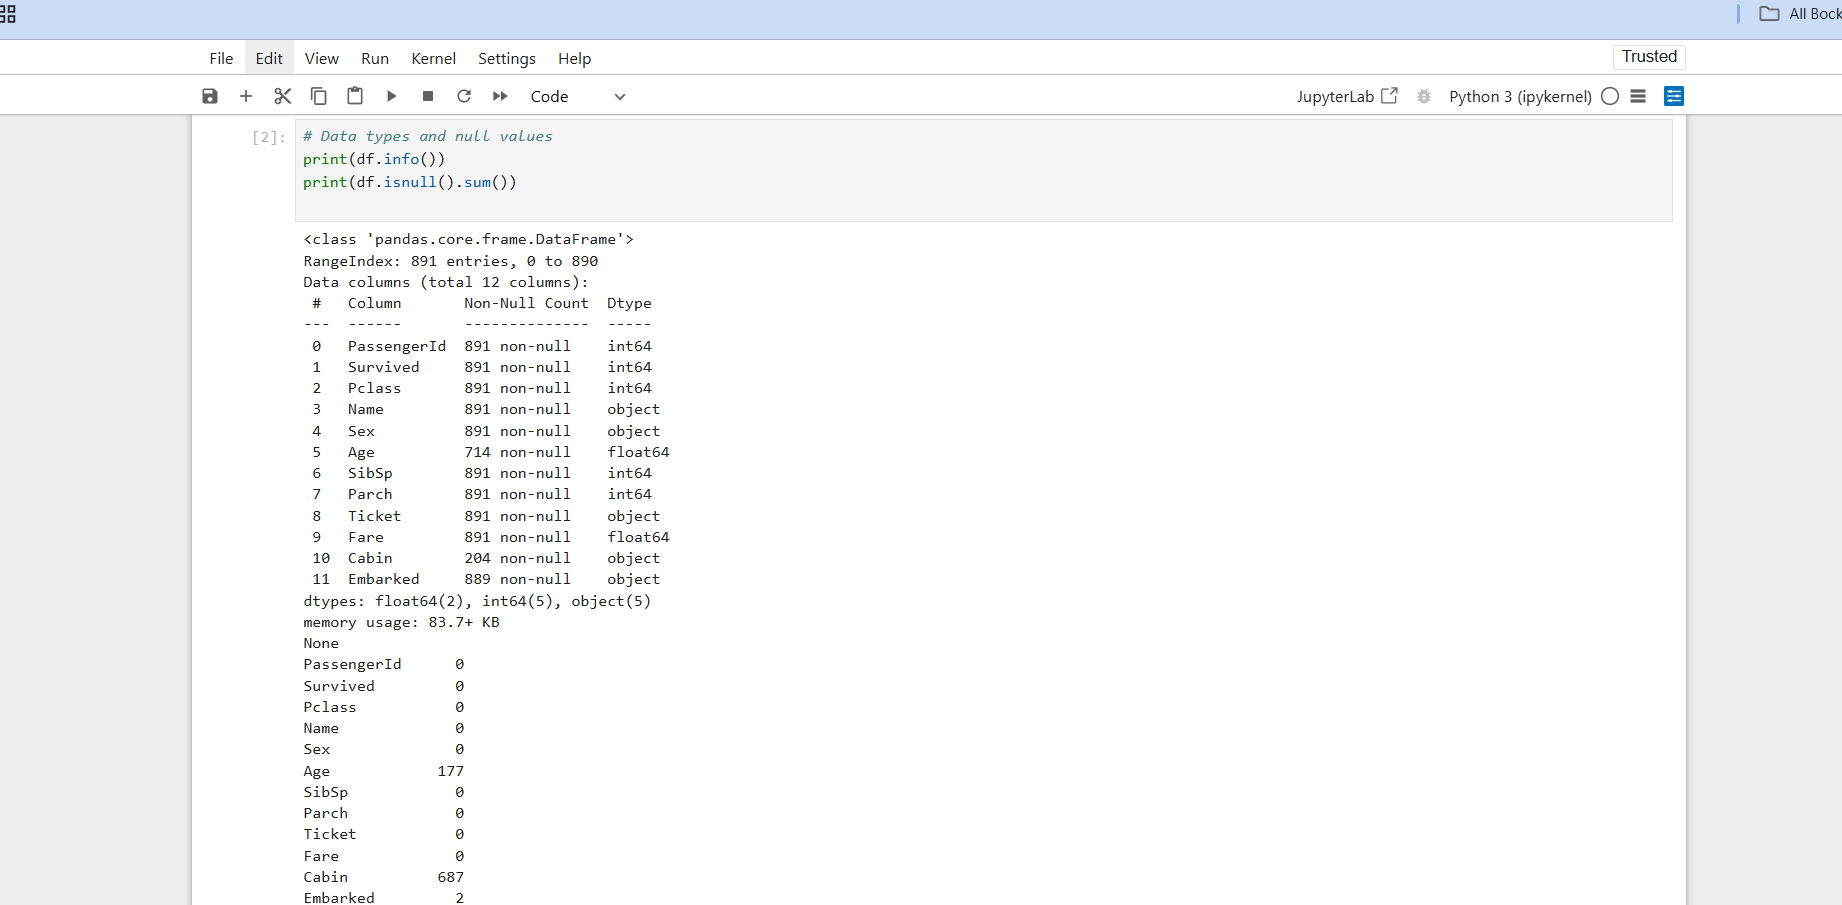 All Book
File Edit View Run Kernel Settings Help
Trusted
Code
JupyterLab
Python 3 (ipykernel)
[2]:
# Data types and null values
print(df.info())
print(df.isnull().sum())
<class 'pandas.core.frame.DataFrame'>
RangeIndex: 891 entries, 0 to 890
Data columns (total 12 columns):
 #   Column       Non-Null Count  Dtype
---  ------       --------------  -----
 0   PassengerId  891 non-null    int64
 1   Survived     891 non-null    int64
 2   Pclass       891 non-null    int64
 3   Name         891 non-null    object
 4   Sex          891 non-null    object
 5   Age          714 non-null    float64
 6   SibSp        891 non-null    int64
 7   Parch        891 non-null    int64
 8   Ticket       891 non-null    object
 9   Fare         891 non-null    float64
 10  Cabin        204 non-null    object
 11  Embarked     889 non-null    object
dtypes: float64(2), int64(5), object(5)
memory usage: 83.7+ KB
None
PassengerId      0
Survived         0
Pclass           0
Name             0
Sex              0
Age            177
SibSp            0
Parch            0
Ticket           0
Fare             0
Cabin          687
Embarked         2